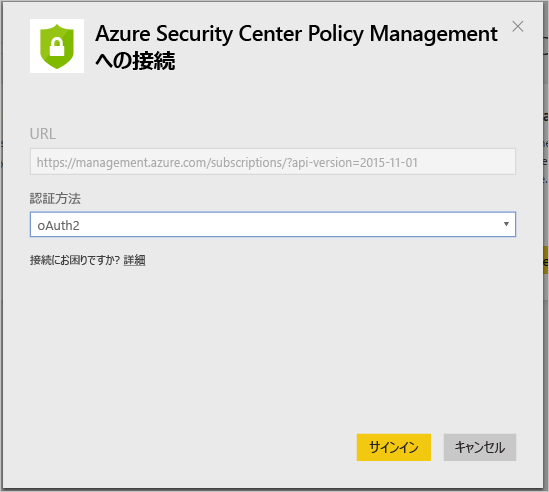 Azure Security Center Policy Management
への接続
URL
https://management.azure.com/subscriptions/?api-version=2015-11-01
認証方法
oAuth2
接続にお困りですか? 詳細
サインイン
キャンセル